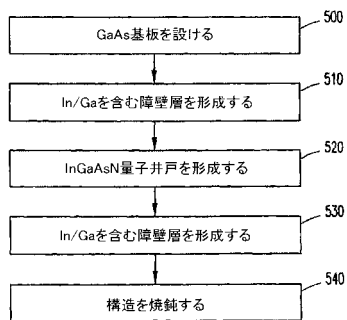 500
GaAs基板を設ける
510
In/Gaを含む障壁層を形成する
520
InGaAsN量子井戸を形成する
530
In/Gaを含む障壁層を形成する
540
構造を焼鈍する